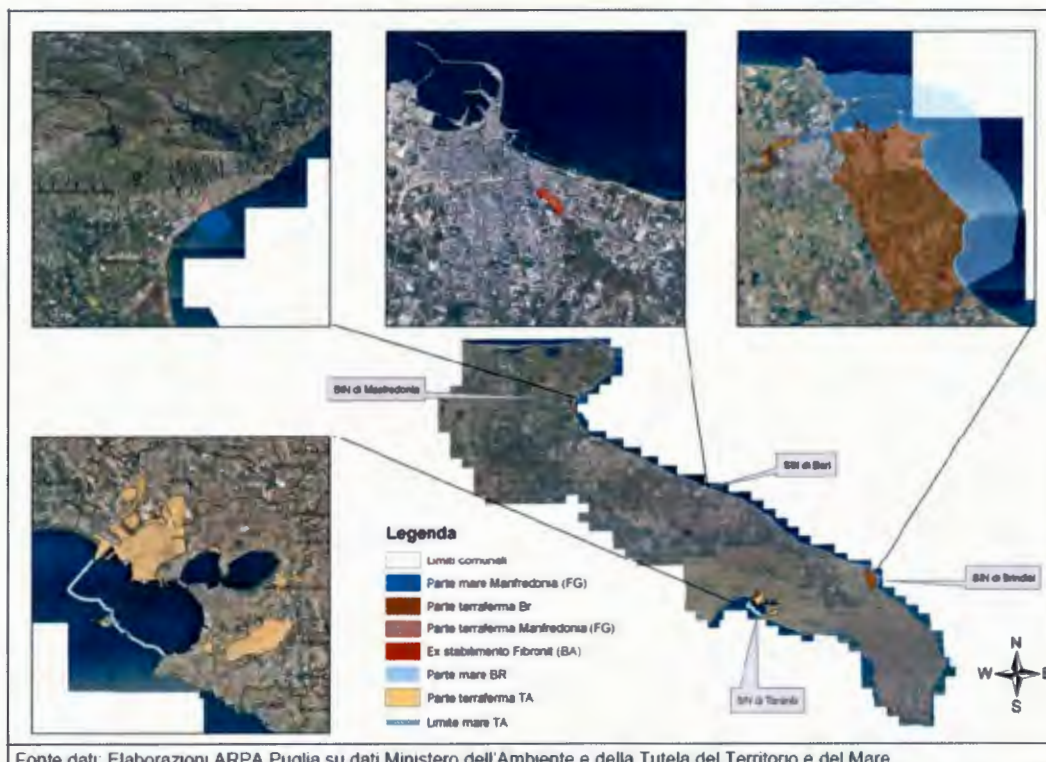 SIN di Manfredonia
SIN di Bari
SIN di Brindisi
SIN di Taranto
Legenda
Limiti comunali
Parte mare Manfredonia (FG)
Parte terraferma Br
Parte terraferma Manfredonia (FG)
Ex stabilimento Fibronit (BA)
Parte mare BR
Parte terraferma TA
Limite mare TA
N
W
E
S
Fonte dati: Elaborazioni ARPA Puglia su dati Ministero dell'Ambiente e della Tutela del Territorio e del Mare